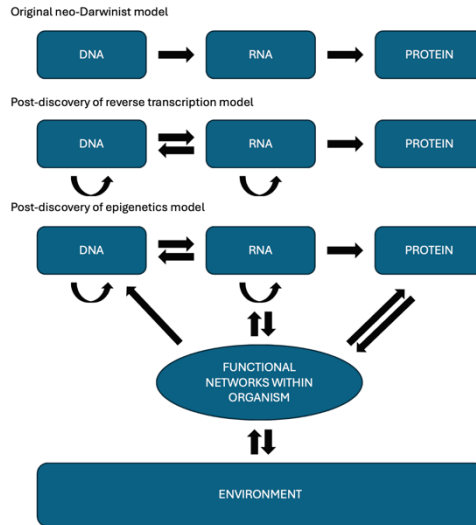 Original neo-Darwinist model
DNA
RNA
PROTEIN
Post-discovery of reverse transcription model
DNA
RNA
PROTEIN
Post-discovery of epigenetics model
DNA
RNA
PROTEIN
FUNCTIONAL
NETWORKS WITHIN
ORGANISM
ENVIRONMENT